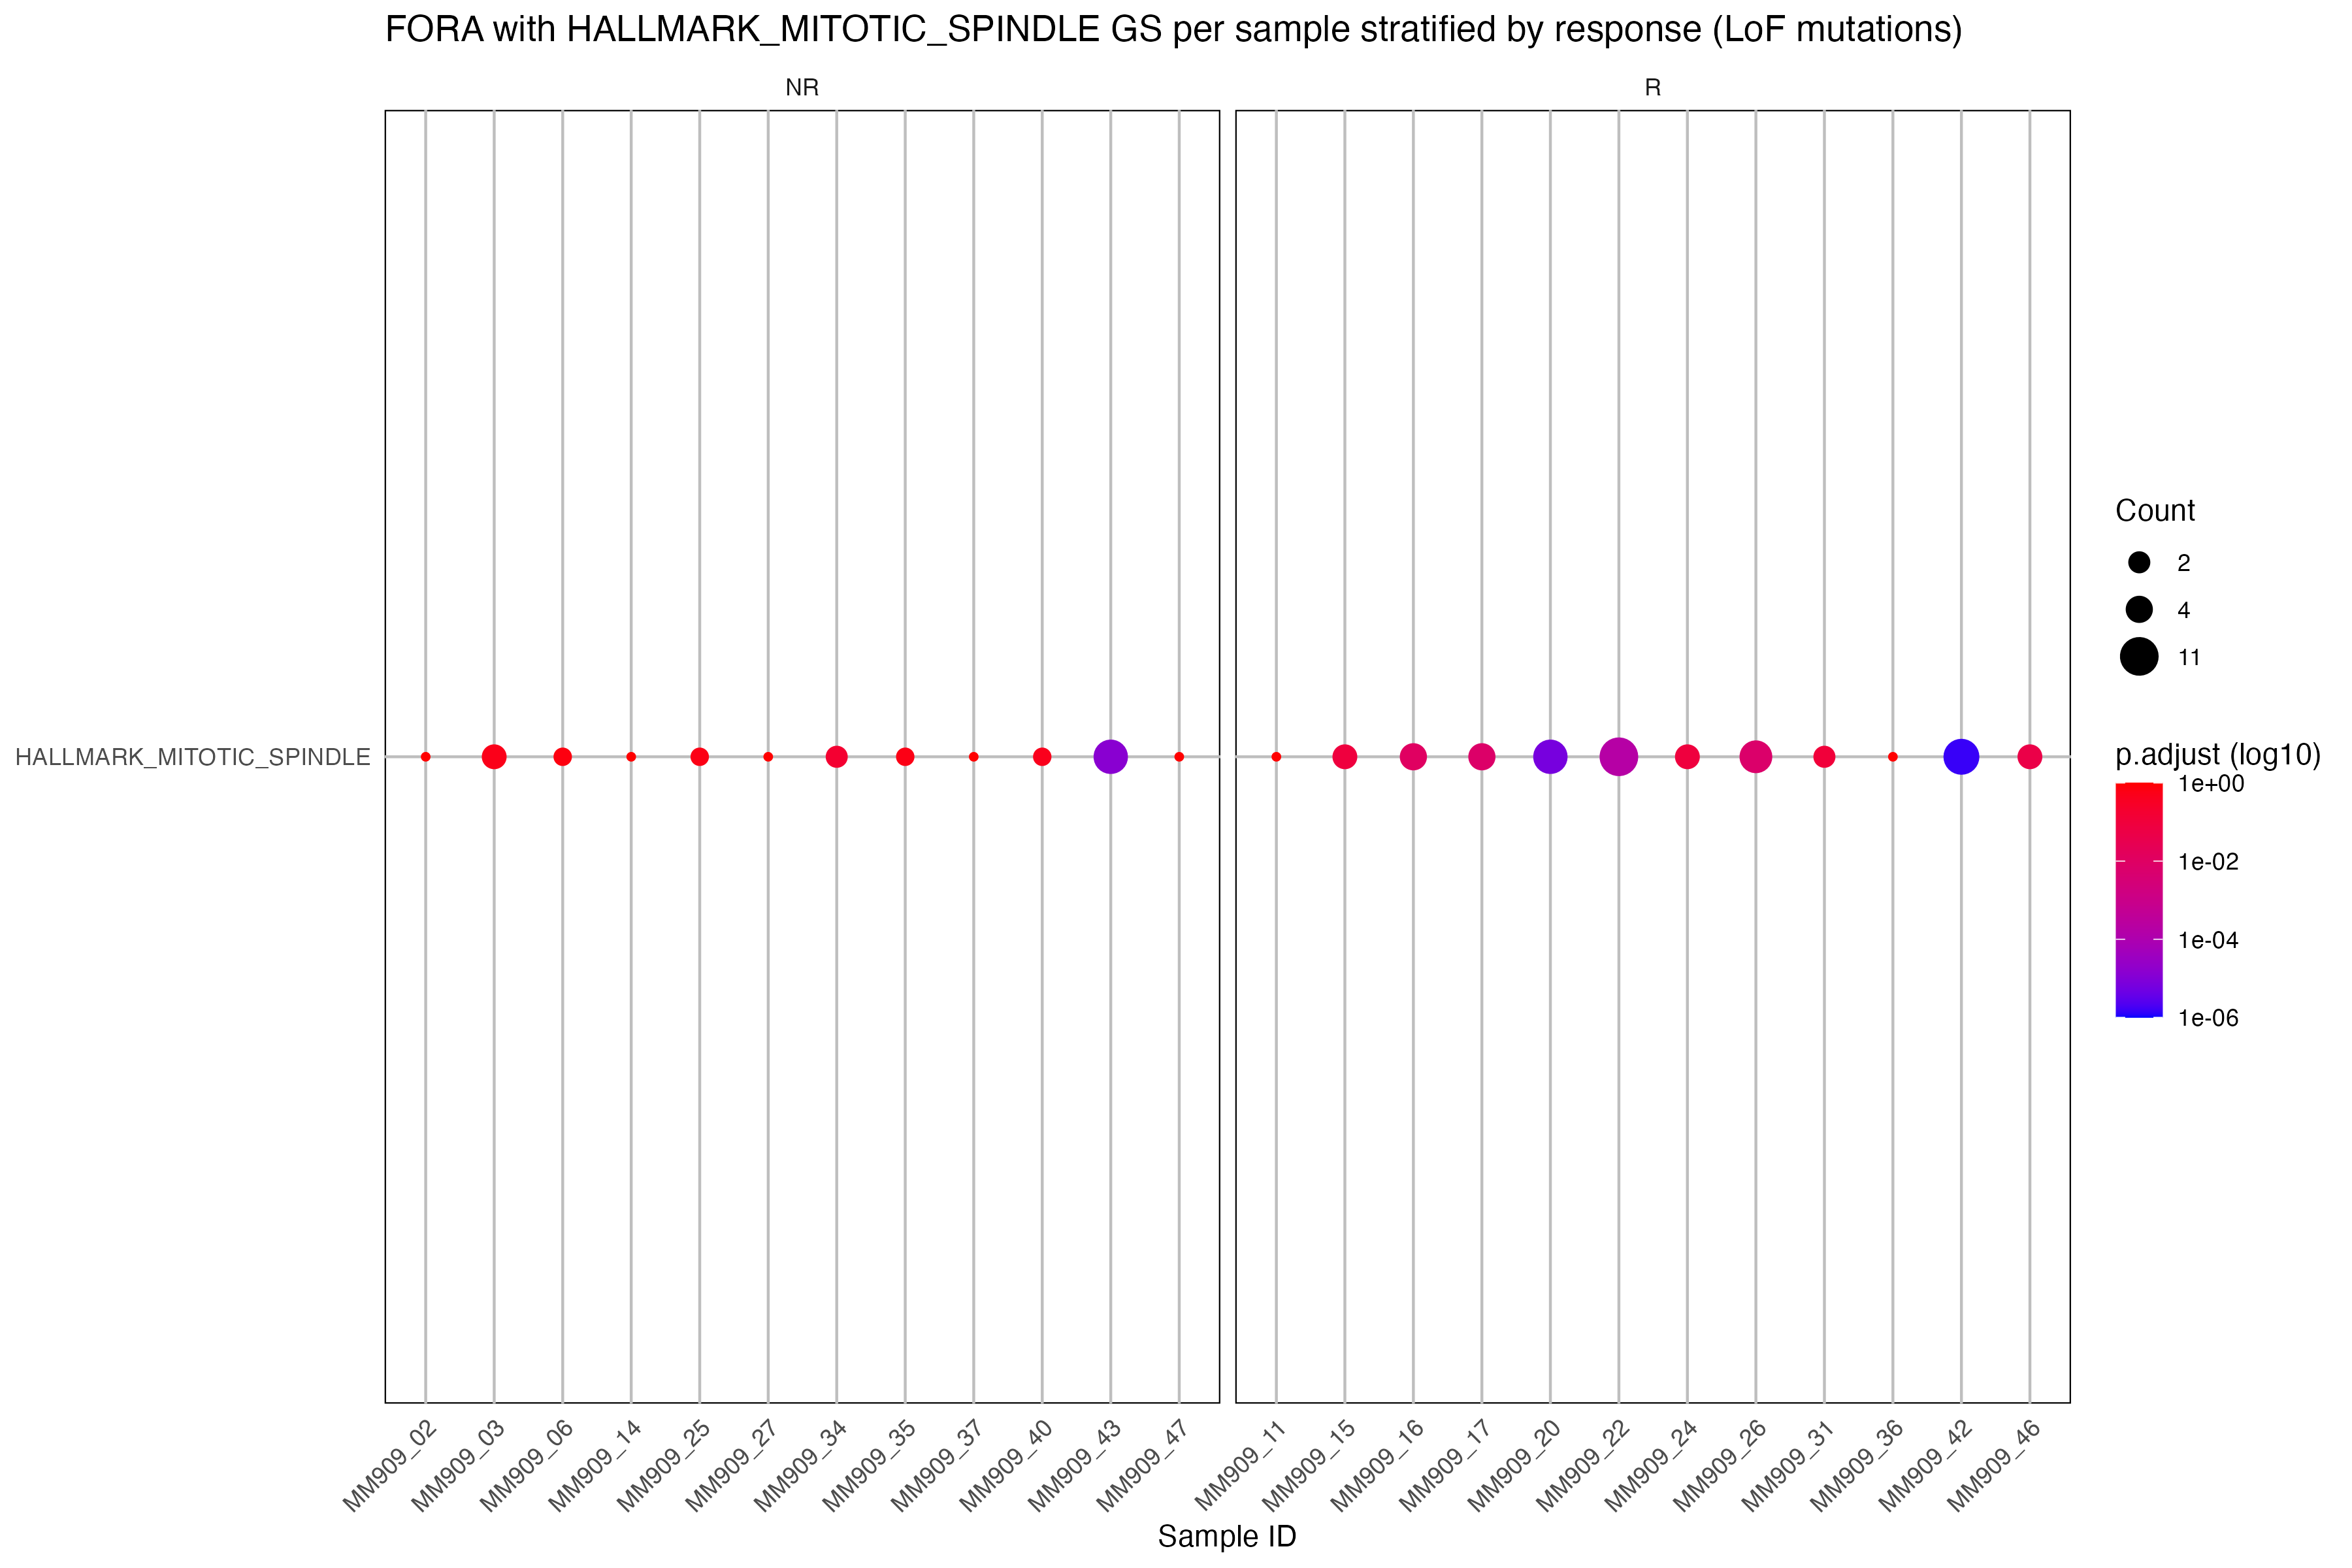 FORA with HALLMARK_MITOTIC_SPINDLE GS per sample stratified by response (LoF mutations)
NR
R
HALLMARK_MITOTIC_SPINDLE
MM909_02
MM909_03
MM909_06
MM909_14
MM909_25
MM909_27
MM909_34
MM909_35
MM909_37
MM909_40
MM909_43
MM909_47
MM909_11
MM909_15
MM909_16
MM909_17
MM909_20
MM909_22
MM909_24
MM909_26
MM909_31
MM909_36
MM909_42
MM909_46
Sample ID
Count
2
4
11
p.adjust (log10)
1e+00
1e-02
1e-04
1e-06